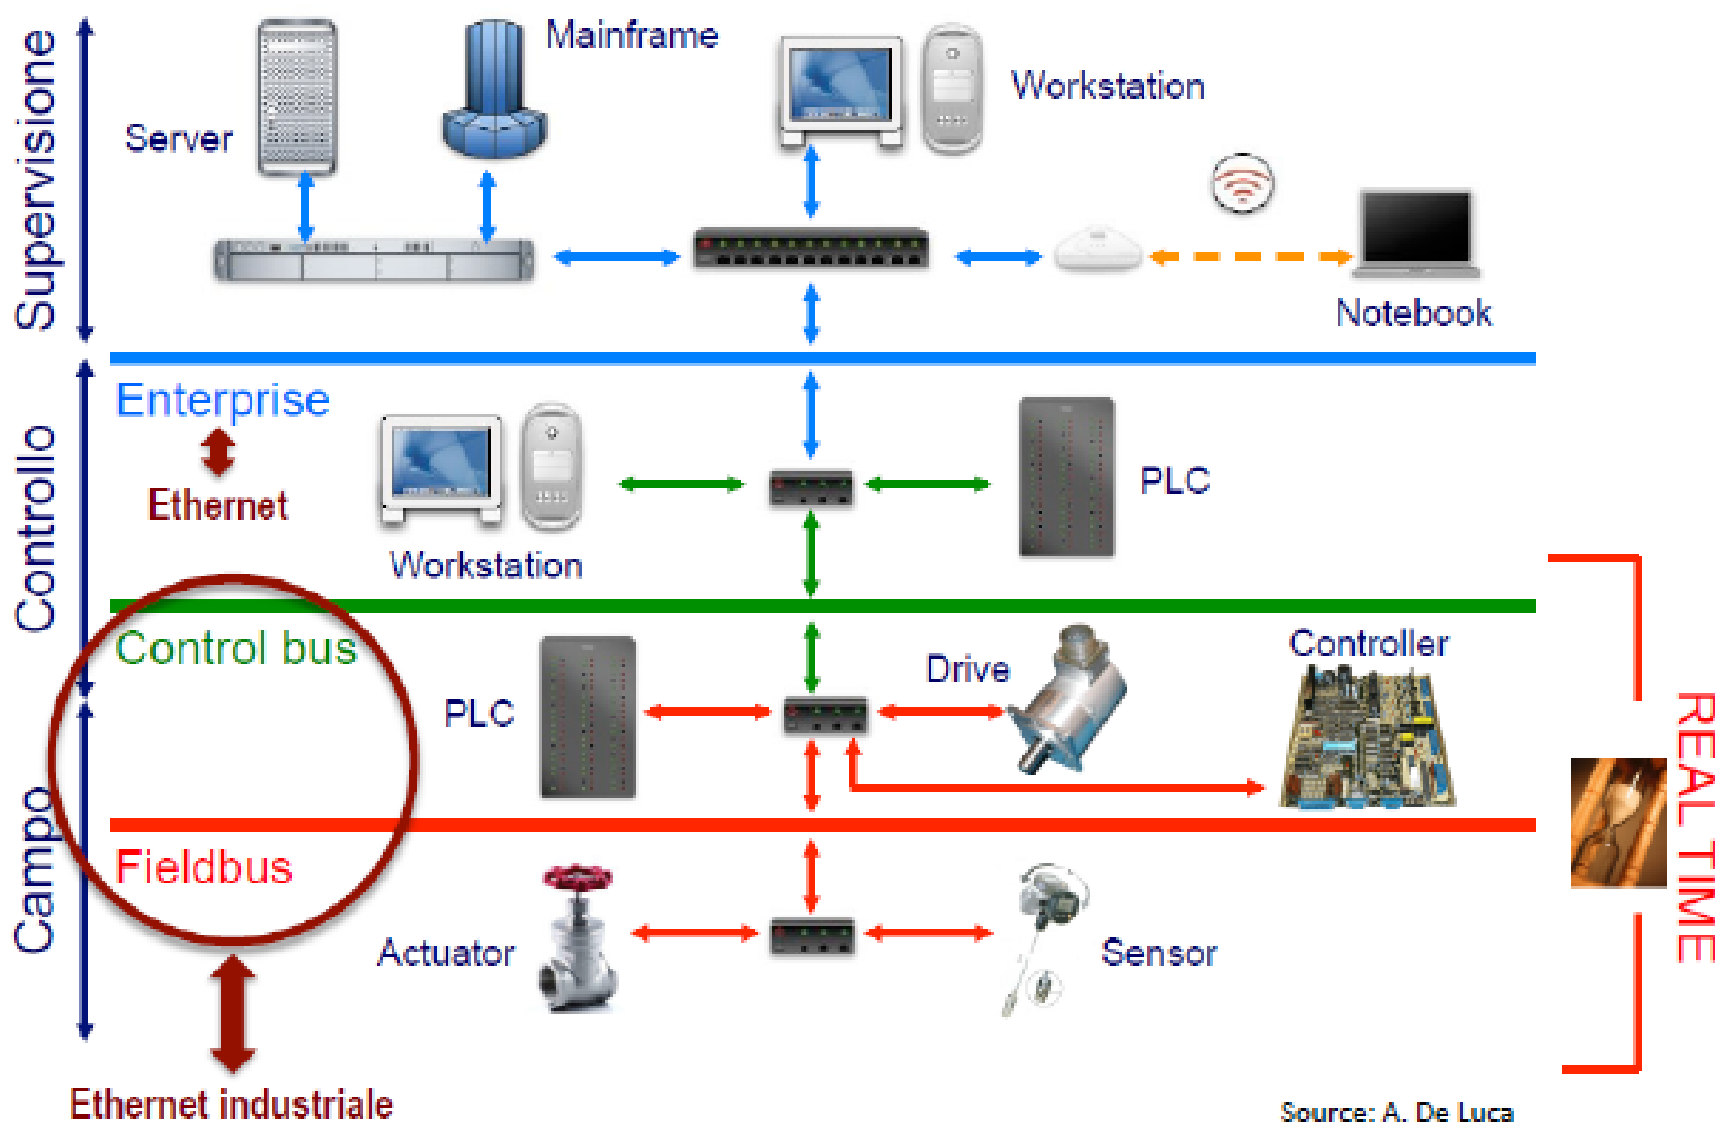 Supervisione
Server
Mainframe
Workstation
Notebook
Controllo
Enterprise
Ethernet
Workstation
PLC
Control bus
PLC
Drive
Controller
Campo
Fieldbus
Actuator
Sensor
REAL TIME
Ethernet industriale
Source: A. De Luca